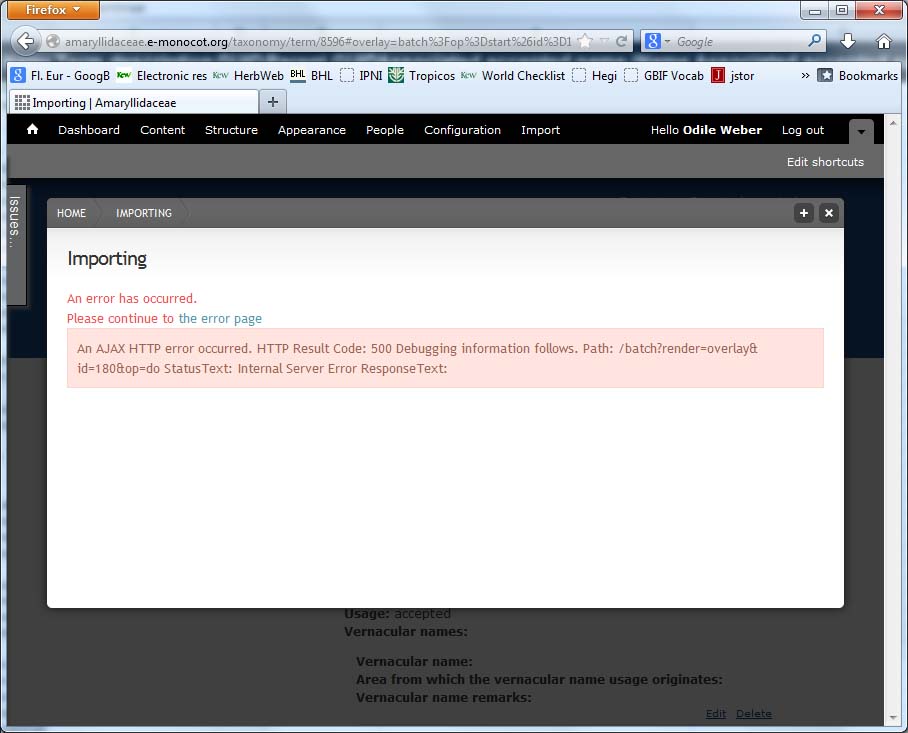 Firefox
amaryllidaceae.e-monocot.org/taxonomy/term/8596#overlay=batch%3Fop%3Dstart%26id%3D1
Google
Fl. Eur - GoogB Kew Electronic res Kew HerbWeb BHL BHL IPNI Tropicos Kew World Checklist Hegi GBIF Vocab J jstor » Bookmarks
Importing | Amaryllidaceae
Dashboard Content Structure Appearance People Configuration Import Hello Odile Weber Log out
Edit shortcuts
Issues...
HOME IMPORTING
Importing
An error has occurred.
Please continue to the error page
An AJAX HTTP error occurred. HTTP Result Code: 500 Debugging information follows. Path: /batch?render=overlay&
id=180&op=do StatusText: Internal Server Error ResponseText:
Usage: accepted
Vernacular names:
Vernacular name:
Area from which the vernacular name usage originates:
Vernacular name remarks:
Edit Delete